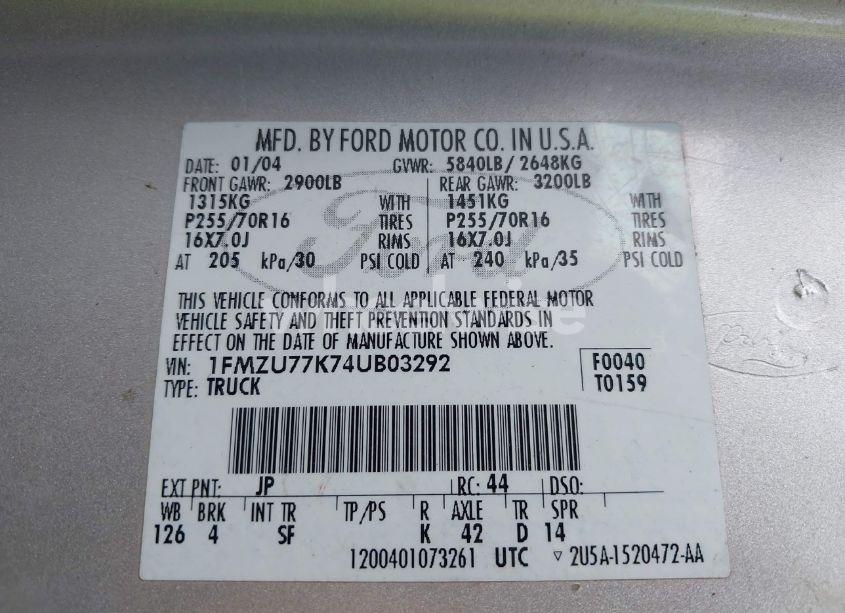 MFD. BY FORD MOTOR CO. IN U.S.A.
DATE: 01/04 GVWR: 5840LB/ 2648KG
FRONT GAWR: 2900LB REAR GAWR: 3200LB
1315KG WITH 1451KG WITH
P255/70R16 TIRES P255/70R16 TIRES
16X7.0J RIMS 16X7.0J RIMS
AT 205 kPa/30 PSI COLD AT 240 kPa/35 PSI COLD
Ford
THIS VEHICLE CONFORMS TO ALL APPLICABLE FEDERAL MOTOR
VEHICLE SAFETY AND THEFT PREVENTION STANDARDS IN
EFFECT ON THE DATE OF MANUFACTURE SHOWN ABOVE.
VIN: 1FMZU77K74UB03292 F0040
TYPE: TRUCK T0159
EXT PNT: JP RC: 44 DSO:
WB BRK INT TR TP/PS R AXLE TR SPR
126 4 SF K 42 D 14
1200401073261 UTC ▽ 2U5A-1520472-AA